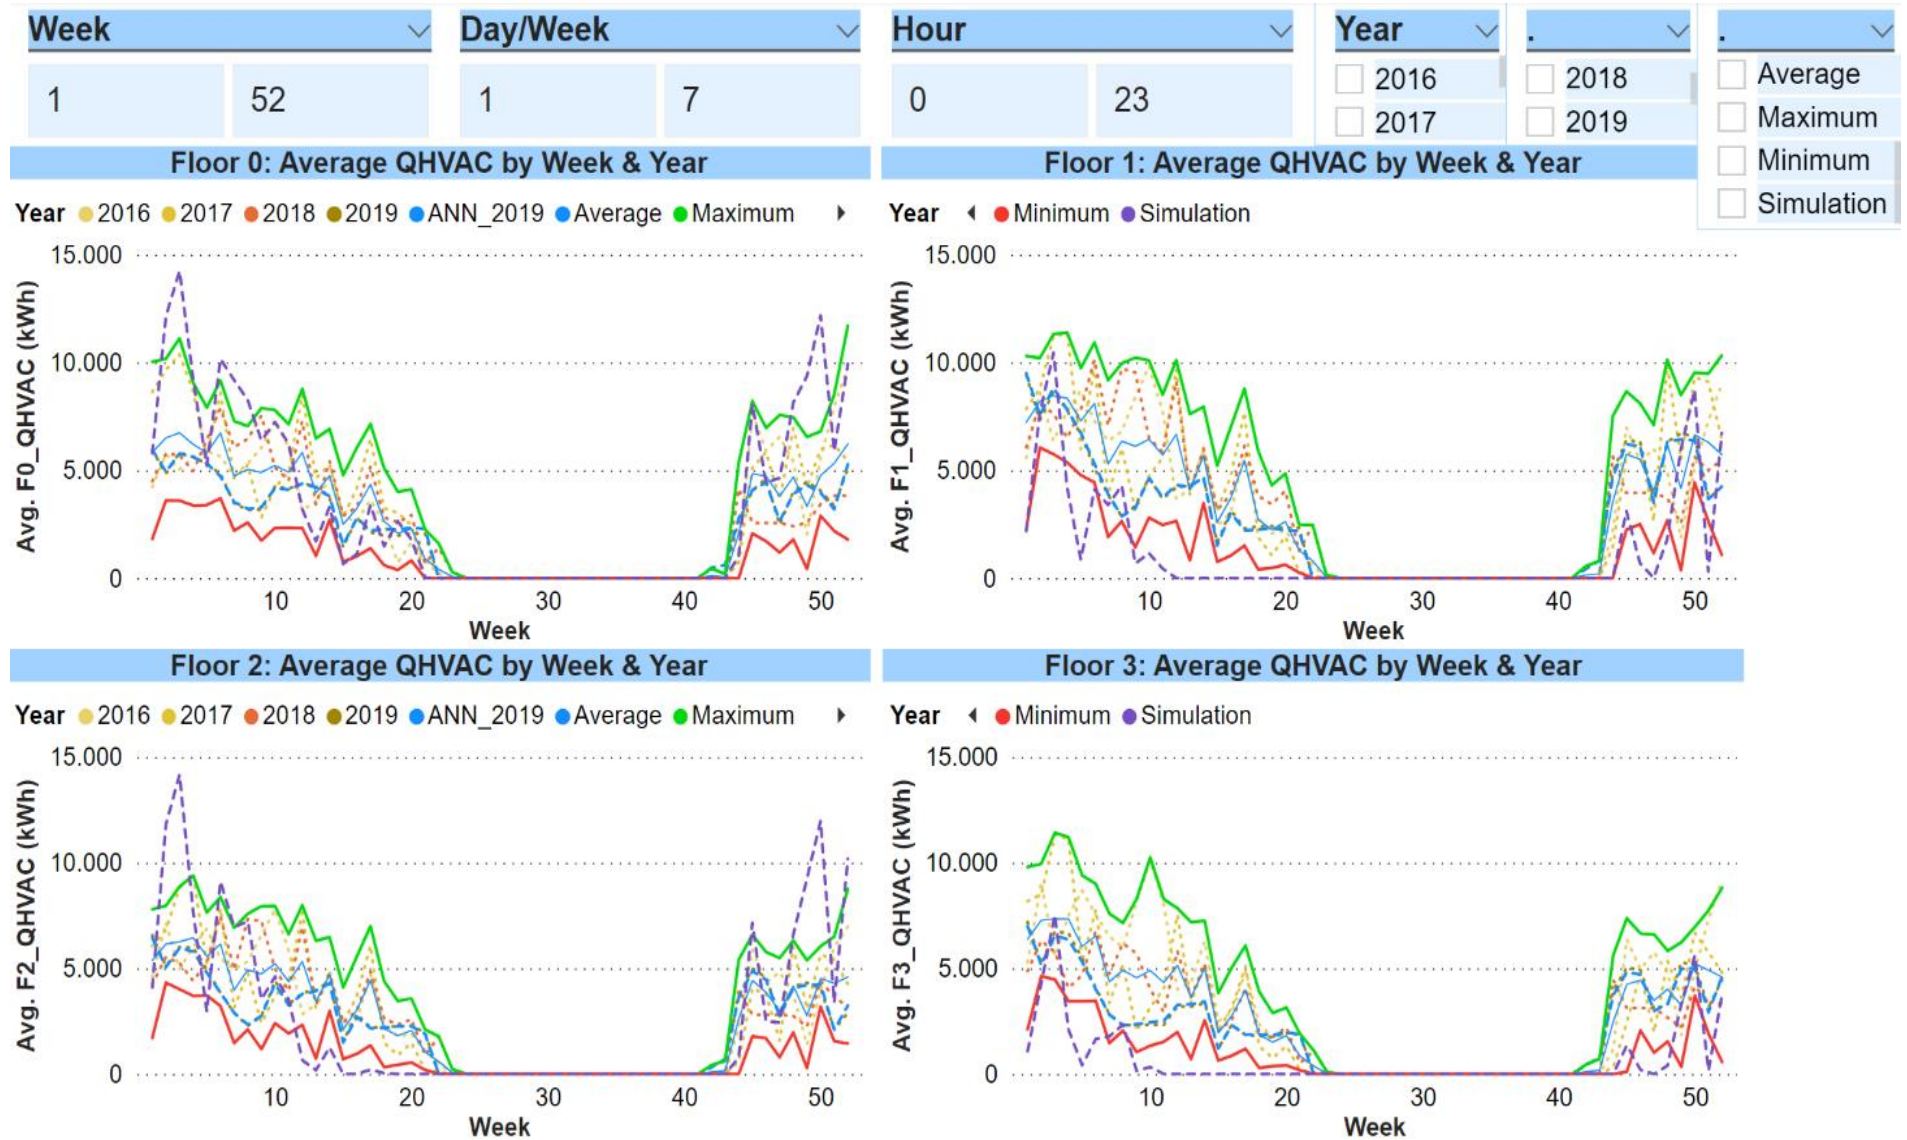 Week Day/Week Hour Year . .
1 52 1 7 0 23
2016 2018 Average
2017 2019 Maximum
Minimum
Simulation
Floor 0: Average QHVAC by Week & Year
Year 2016 2017 2018 2019 ANN_2019 Average Maximum
Avg. F0_QHVAC (kWh)
15.000
10.000
5.000
0
10 20 30 40 50
Week
Floor 1: Average QHVAC by Week & Year
Year Minimum Simulation
Avg. F1_QHVAC (kWh)
15.000
10.000
5.000
0
10 20 30 40 50
Week
Floor 2: Average QHVAC by Week & Year
Year 2016 2017 2018 2019 ANN_2019 Average Maximum
Avg. F2_QHVAC (kWh)
15.000
10.000
5.000
0
10 20 30 40 50
Week
Floor 3: Average QHVAC by Week & Year
Year Minimum Simulation
Avg. F3_QHVAC (kWh)
15.000
10.000
5.000
0
10 20 30 40 50
Week